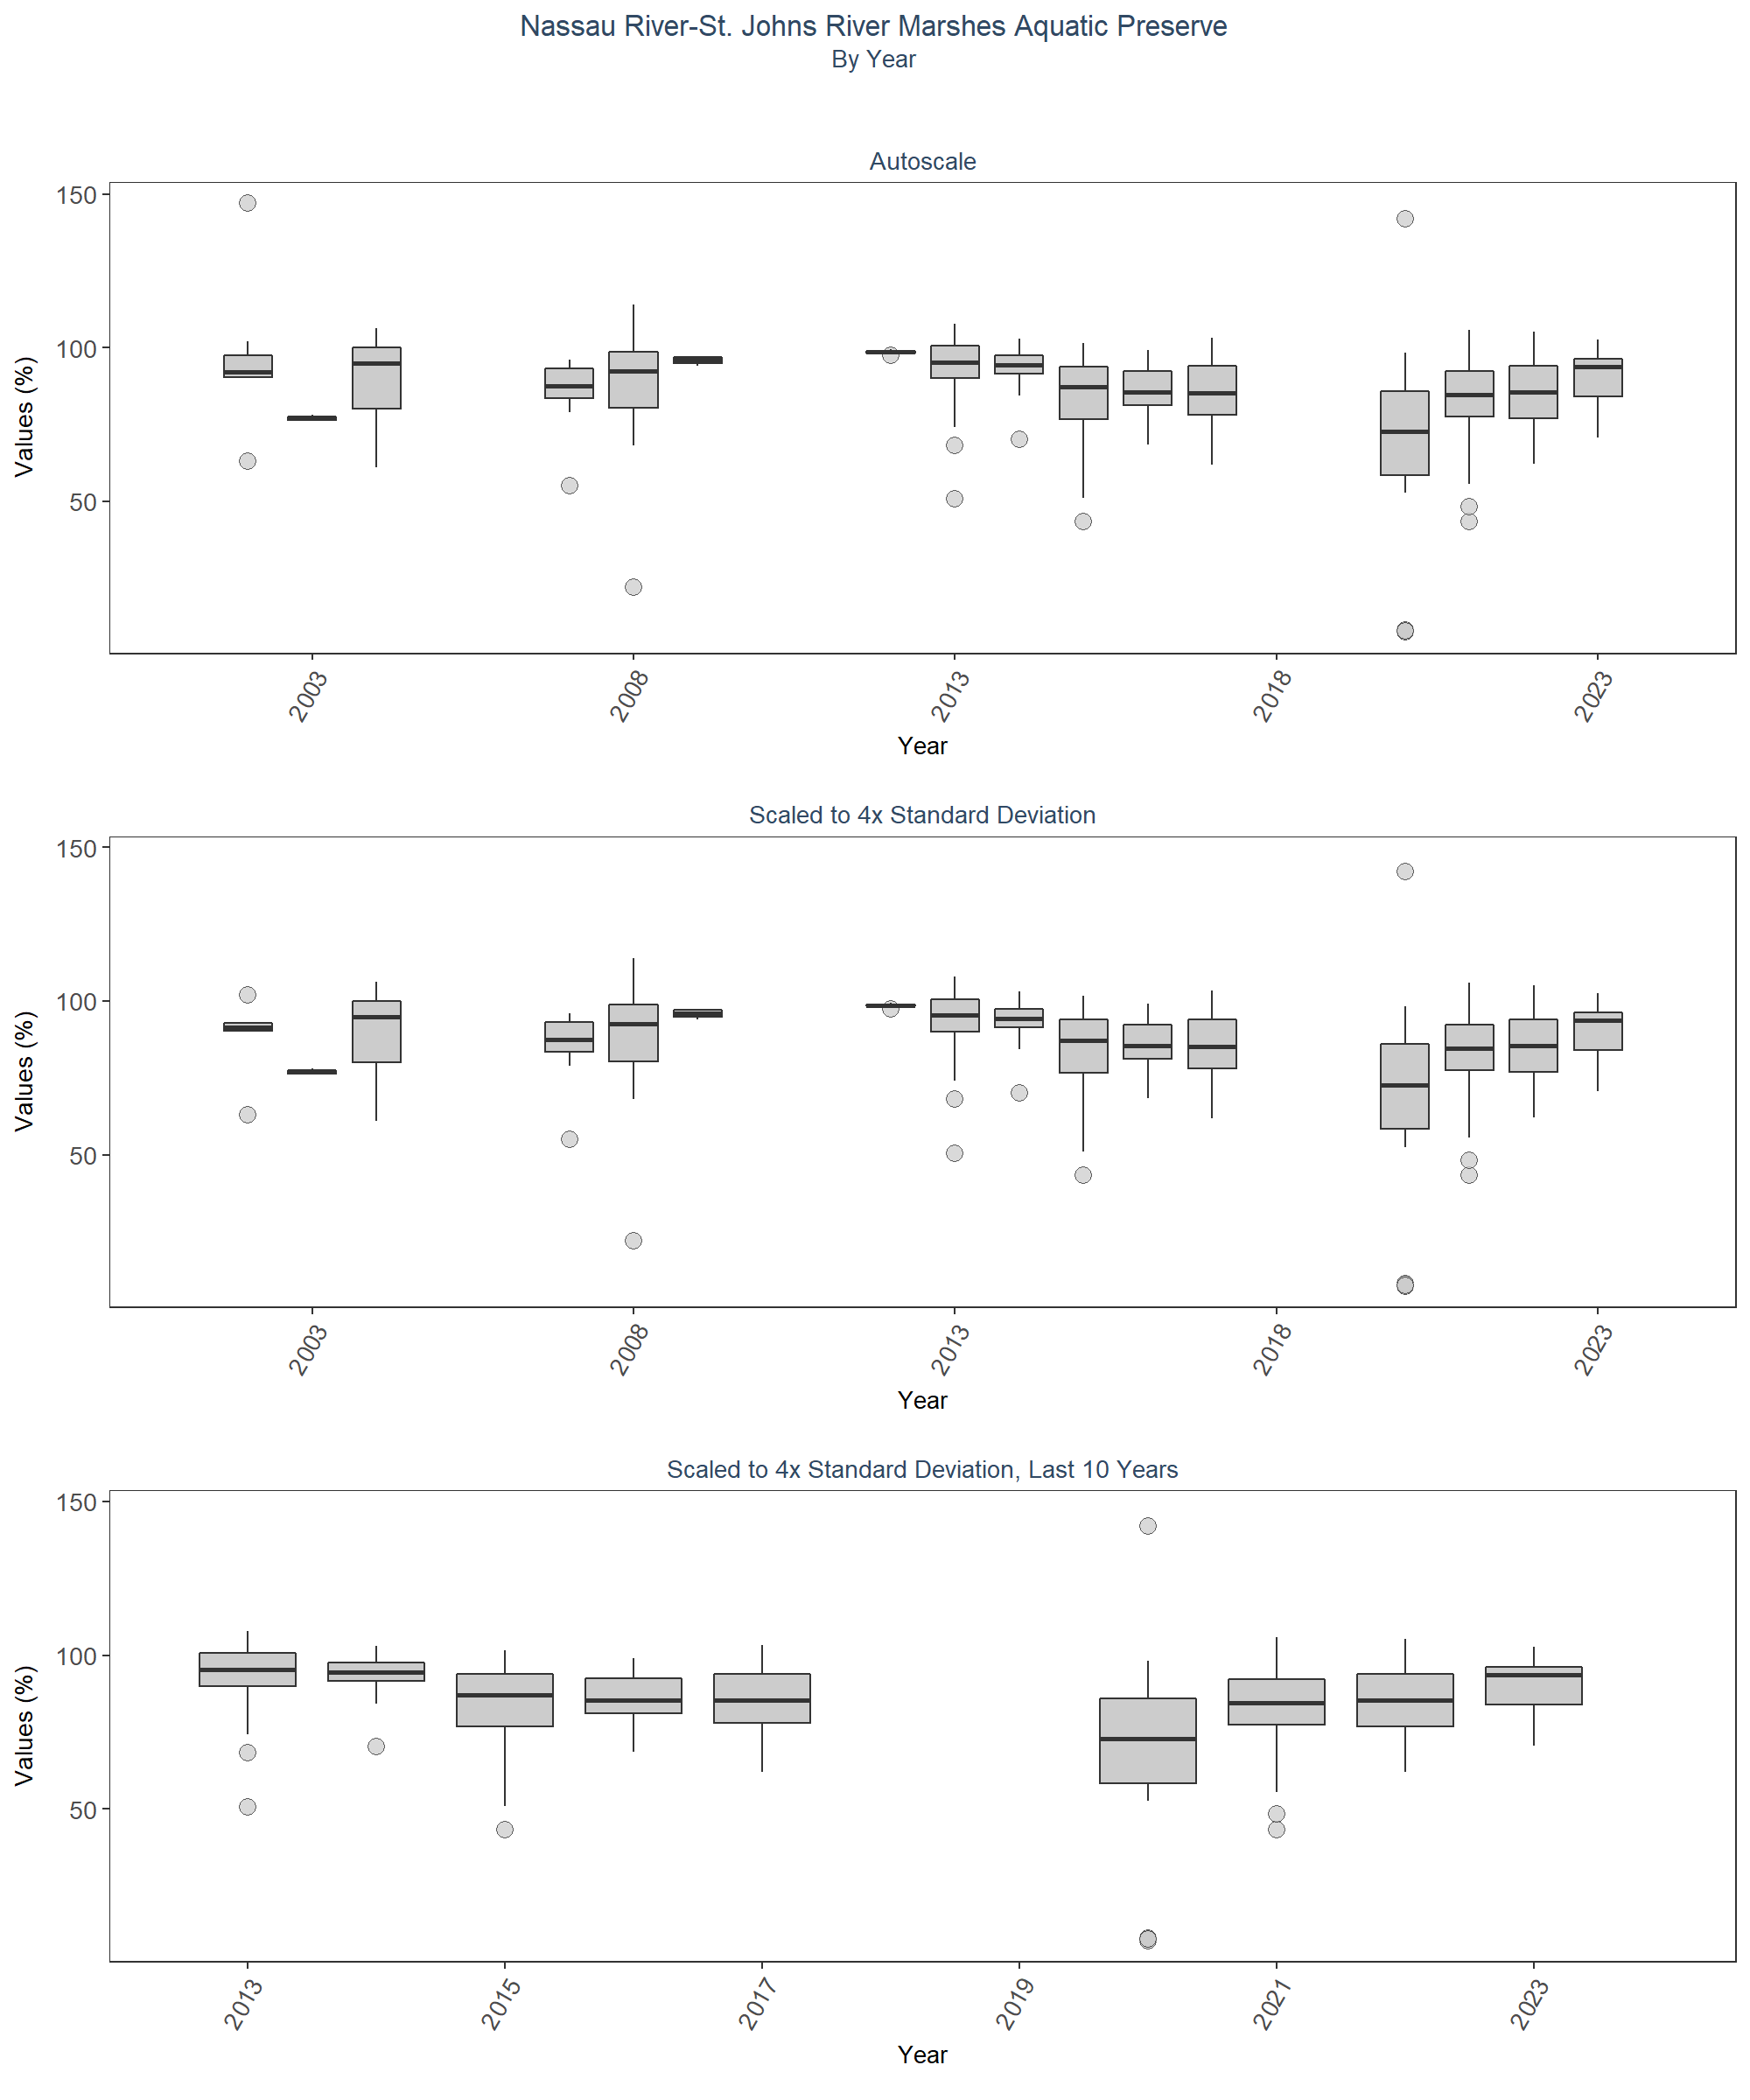 Nassau River-St. Johns River Marshes Aquatic Preserve
By Year
Autoscale
Values (%)
150
100
50
2003
2008
2013
2018
2023
Year
Scaled to 4x Standard Deviation
Values (%)
150
100
50
2003
2008
2013
2018
2023
Year
Scaled to 4x Standard Deviation, Last 10 Years
Values (%)
150
100
50
2013
2015
2017
2019
2021
2023
Year